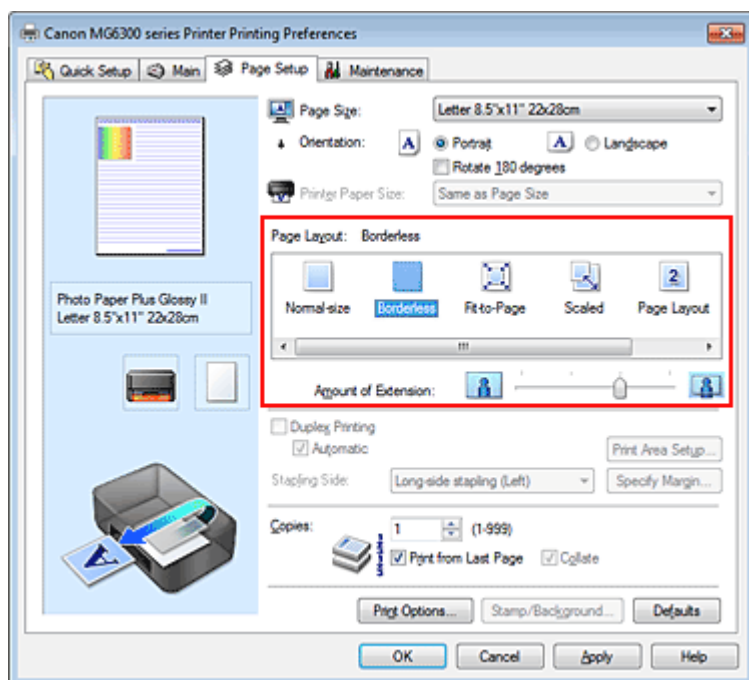 Canon MG6300 series Printer Printing Preferences
Quick Setup Main Page Setup Maintenance
Page Size: Letter 8.5"x11" 22x28cm
Orientation: A Portrait A Landscape
Rotate 180 degrees
Printer Paper Size: Same as Page Size
Page Layout: Borderless
2
Normal-size Borderless Fit-to-Page Scaled Page Layout
Photo Paper Plus Glossy II
Letter 8.5"x11" 22x28cm
Amount of Extension:
Duplex Printing
Automatic Print Area Setup...
Stapling Side: Long-side stapling (Left) Specify Margin...
Copies: 1 (1-999)
Print from Last Page Collate
A
Print Options... Stamp/Background... Defaults
OK Cancel Apply Help